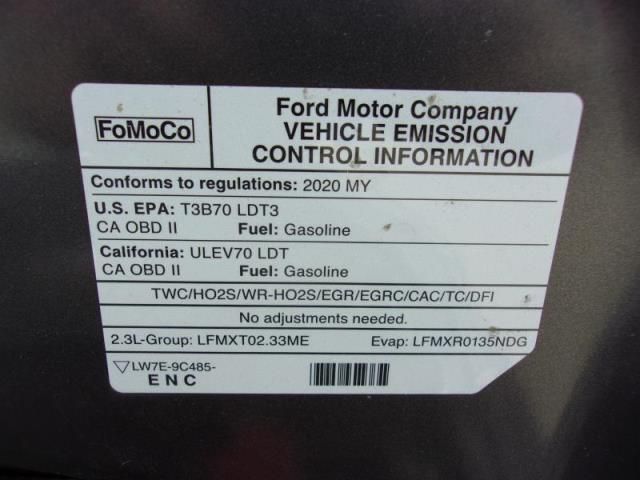 FoMoCo
Ford Motor Company
VEHICLE EMISSION
CONTROL INFORMATION
Conforms to regulations: 2020 MY
U.S. EPA: T3B70 LDT3
CA OBD II Fuel: Gasoline
California: ULEV70 LDT
CA OBD II Fuel: Gasoline
TWC/HO2S/WR-HO2S/EGR/EGRC/CAC/TC/DFI
No adjustments needed.
2.3L-Group: LFMXT02.33ME Evap: LFMXR0135NDG
LW7E-9C485-
ENC